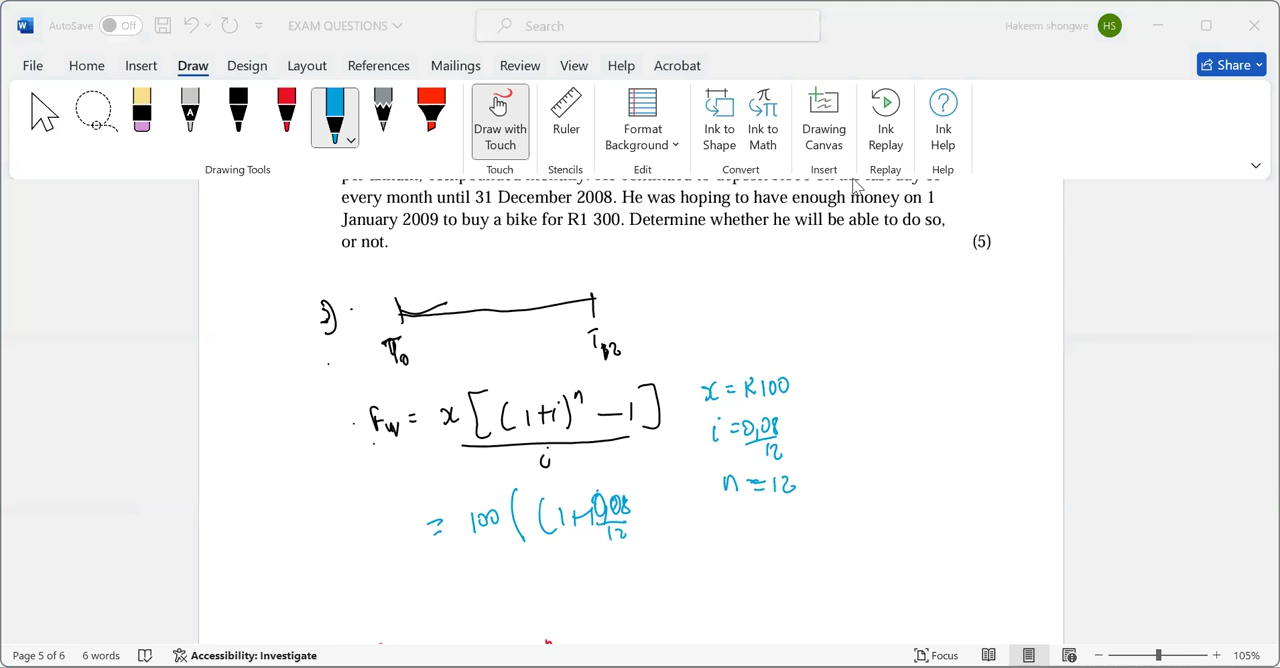 AutoSave Off EXAM QUESTIONS Search Hakeem shongwe HS
File Home Insert Draw Design Layout References Mailings Review View Help Acrobat Share
Draw with Touch Ruler Format Background Ink to Shape Ink to Math Drawing Canvas Ink Replay Ink Help
Drawing Tools Touch Stencils Edit Convert Insert Replay Help
every month until 31 December 2008. He was hoping to have enough money on 1
January 2009 to buy a bike for R1 300. Determine whether he will be able to do so,
or not. (5)
3)
T0 T12
Fv = x[(1+i)^n − 1]
i
x = R100
i = 0,08
12
n = 12
= 100 ( (1+0,08
12
Page 5 of 6 6 words Accessibility: Investigate Focus 105%